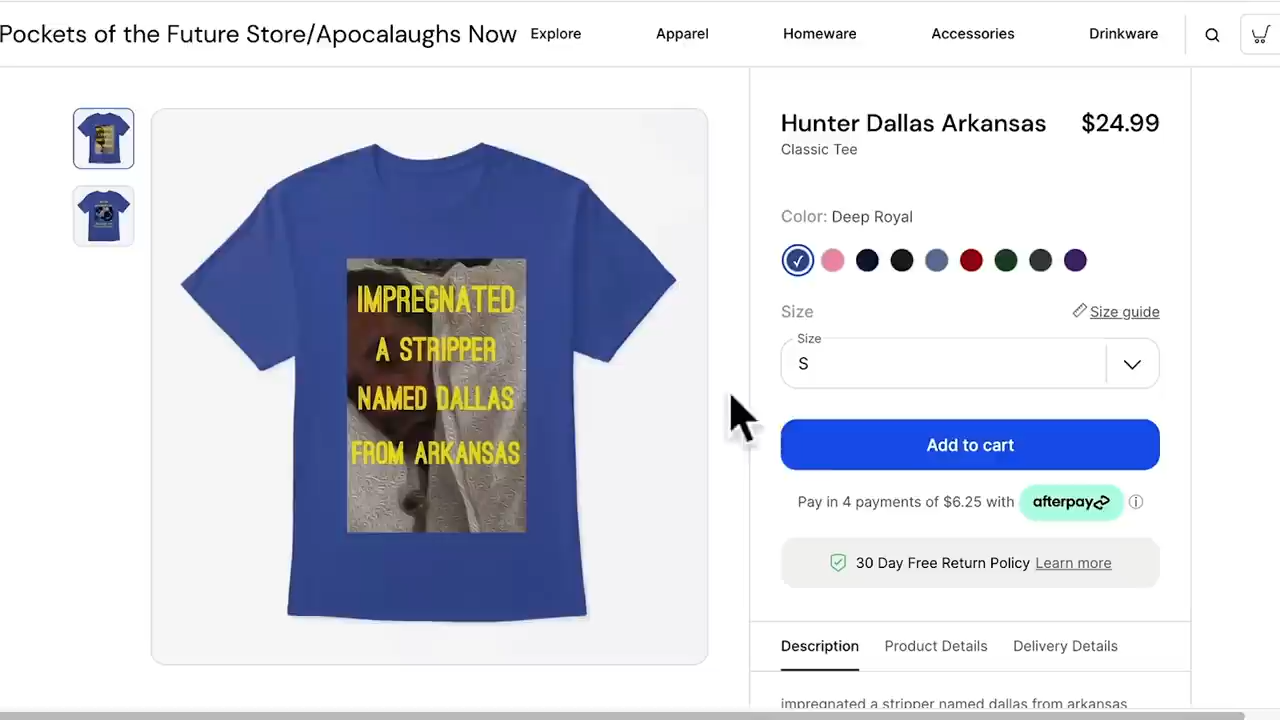 Pockets of the Future Store/Apocalaughs Now
Explore
Apparel
Homeware
Accessories
Drinkware
Hunter Dallas Arkansas
$24.99
Classic Tee
IMPREGNATED
A STRIPPER
NAMED DALLAS
FROM ARKANSAS
Color: Deep Royal
Size
Size guide
Size
S
Add to cart
Pay in 4 payments of $6.25 with afterpay
30 Day Free Return Policy Learn more
Description
Product Details
Delivery Details
impregnated a stripper named dallas from arkansas